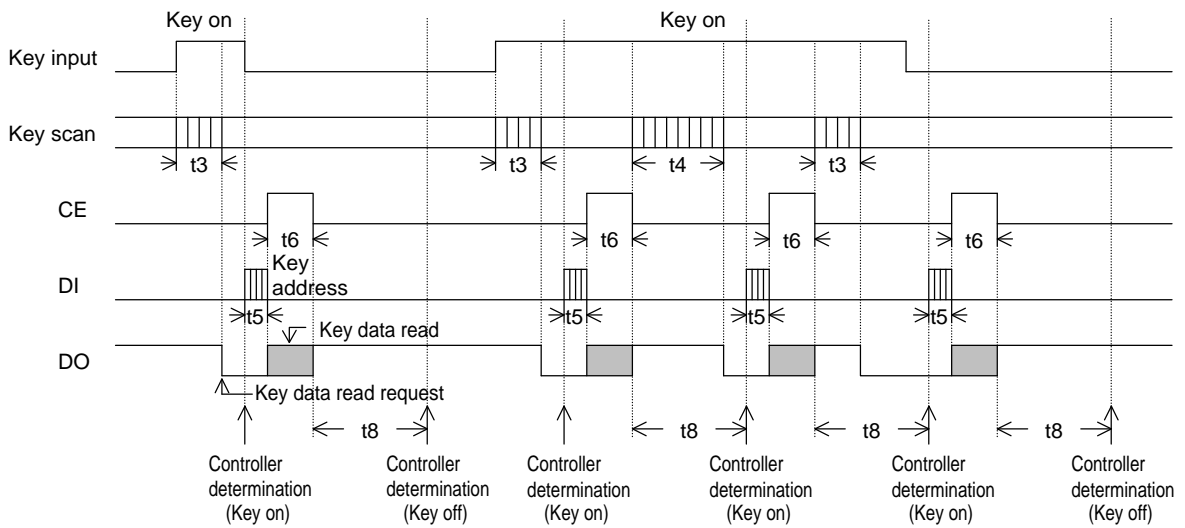 Key on
Key on
Key input
Key scan
t3
t3
t4
t3
CE
t6
t6
t6
t6
Key
address
DI
t5
t5
t5
t5
Key data read
DO
Key data read request
t8
t8
t8
t8
Controller
determination
(Key on)
Controller
determination
(Key off)
Controller
determination
(Key on)
Controller
determination
(Key on)
Controller
determination
(Key on)
Controller
determination
(Key off)